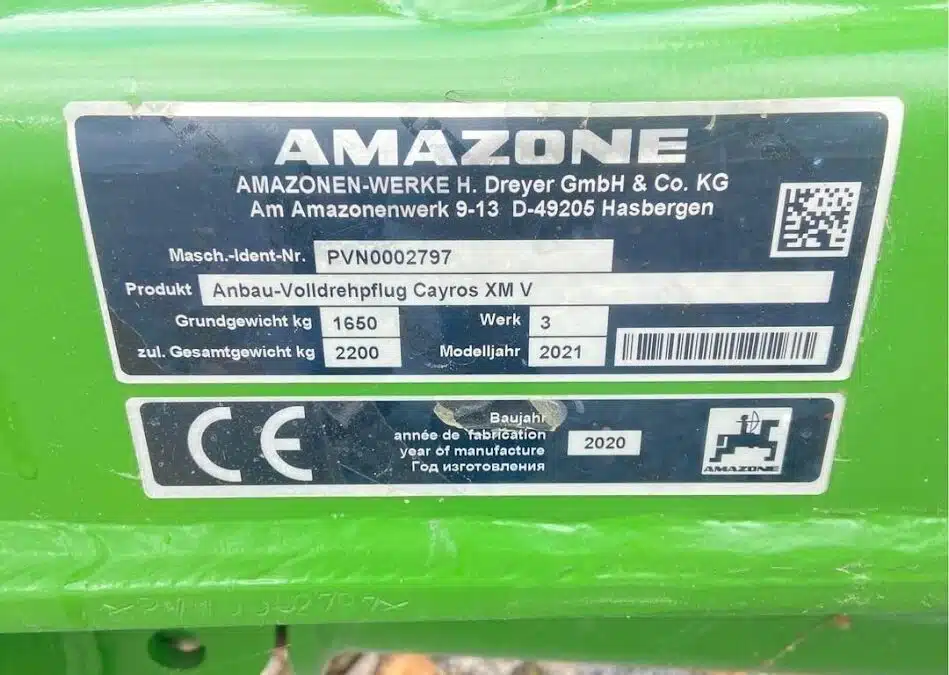 AMAZONE
AMAZONEN-WERKE H. Dreyer GmbH & Co. KG
Am Amazonenwerk 9-13 D-49205 Hasbergen
Masch.-Ident-Nr. PVN0002797
Produkt Anbau-Volldrehpflug Cayros XM V
Grundgewicht kg 1650 Werk 3
zul. Gesamtgewicht kg 2200 Modelljahr 2021
CE
Baujahr
année de fabrication
year of manufacture 2020
Год изготовления
AMAZONE